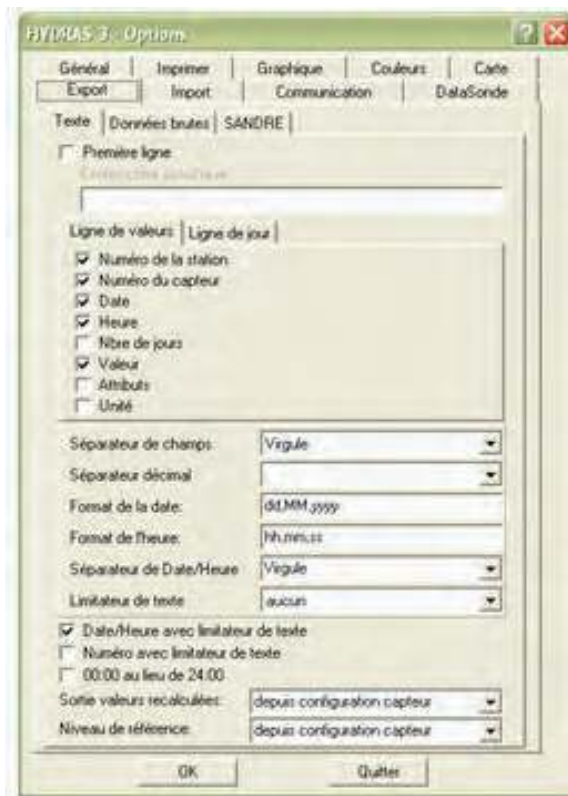 HYDRAS 3 - Options
Général Imprimer Graphique Couleurs Carte
Export Import Communication DataSonde
Texte Données brutes SANDRE
Première ligne
Ligne de valeurs Ligne de jour
Numéro de la station
Numéro du capteur
Date
Heure
Nbre de jours
Valeur
Attributs
Unité
Séparateur de champs Virgule
Séparateur décimal
Format de la date: dd,MM,yyyy
Format de l'heure: hh,mm,ss
Séparateur de Date/Heure Virgule
Limitateur de texte aucun
Date/Heure avec limitateur de texte
Numéro avec limitateur de texte
00:00 au lieu de 24:00
Sortie valeurs recalculées: depuis configuration capteur
Niveau de référence: depuis configuration capteur
OK Quitter